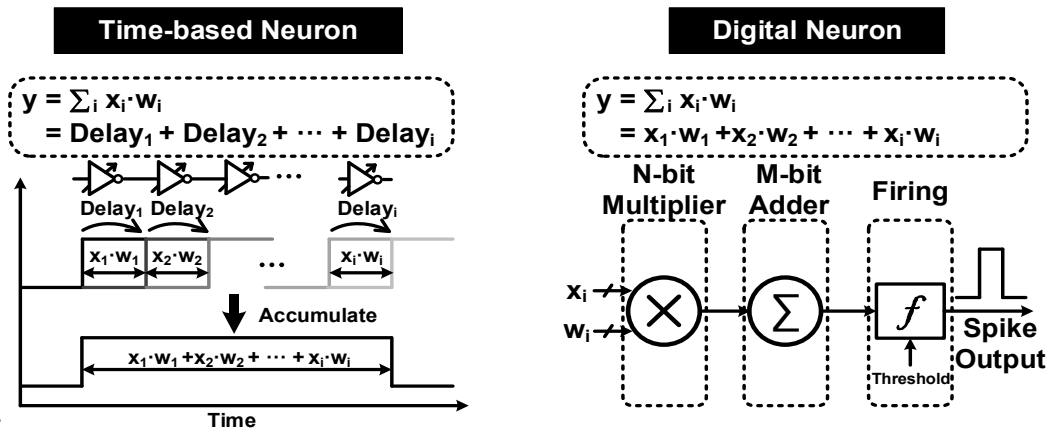 Time-based Neuron
y = ∑i xi·wi
= Delay1 + Delay2 + ··· + Delayi
···
Delay1 Delay2 Delayi
x1·w1 x2·w2 ··· xi·wi
Accumulate
x1·w1 +x2·w2 + ··· + xi·wi
Time
Digital Neuron
y = ∑i xi·wi
= x1·w1 +x2·w2 + ··· + xi·wi
N-bit Multiplier
M-bit Adder
Firing
xi
wi
×
∑
f
Threshold
Spike
Output